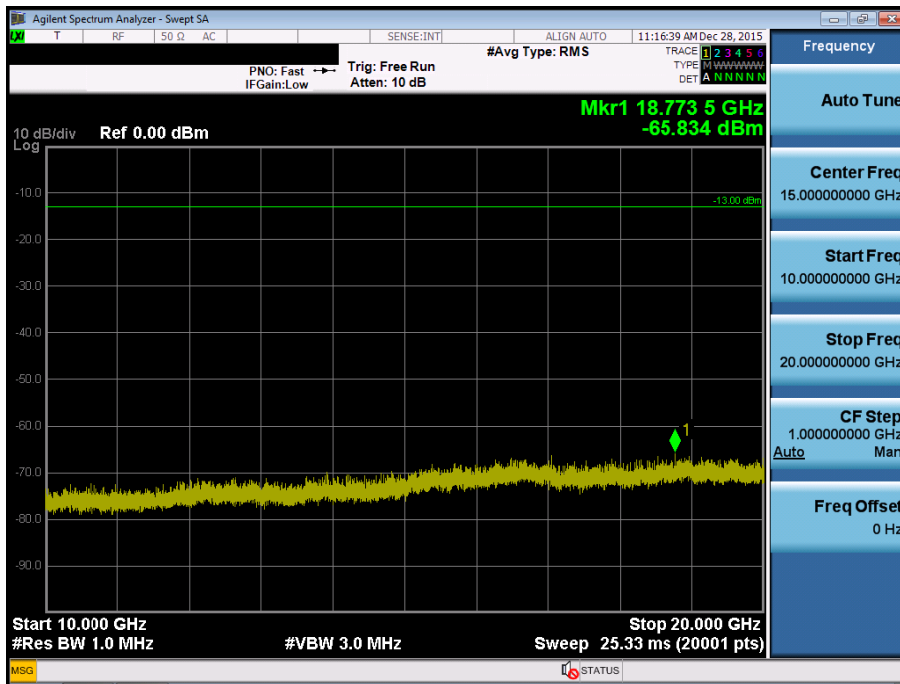 Agilent Spectrum Analyzer - Swept SA
LXI T RF 50 Ω AC SENSE:INT ALIGN AUTO 11:16:39 AM Dec 28, 2015
#Avg Type: RMS
TRACE 1 2 3 4 5 6
TYPE M WWWWW
DET A N N N N N
PNO: Fast Trig: Free Run
IFGain:Low Atten: 10 dB
Mkr1 18.773 5 GHz
-65.834 dBm
10 dB/div Ref 0.00 dBm
Log
-10.0
-13.00 dBm
-20.0
-30.0
-40.0
-50.0
-60.0
1
-70.0
-80.0
-90.0
Start 10.000 GHz Stop 20.000 GHz
#Res BW 1.0 MHz #VBW 3.0 MHz Sweep 25.33 ms (20001 pts)
MSG STATUS
Frequency
Auto Tune
Center Freq
15.000000000 GHz
Start Freq
10.000000000 GHz
Stop Freq
20.000000000 GHz
CF Step
1.000000000 GHz
Auto Man
Freq Offset
0 Hz